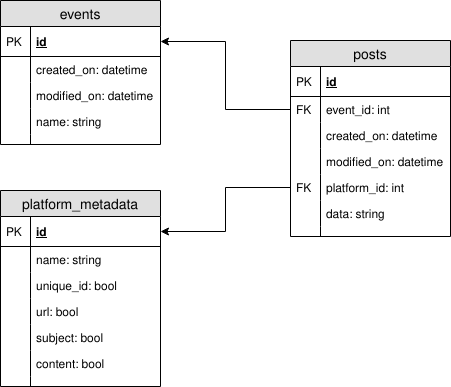 events
PK id
created_on: datetime
modified_on: datetime
name: string
posts
PK id
FK event_id: int
created_on: datetime
modified_on: datetime
FK platform_id: int
data: string
platform_metadata
PK id
name: string
unique_id: bool
url: bool
subject: bool
content: bool